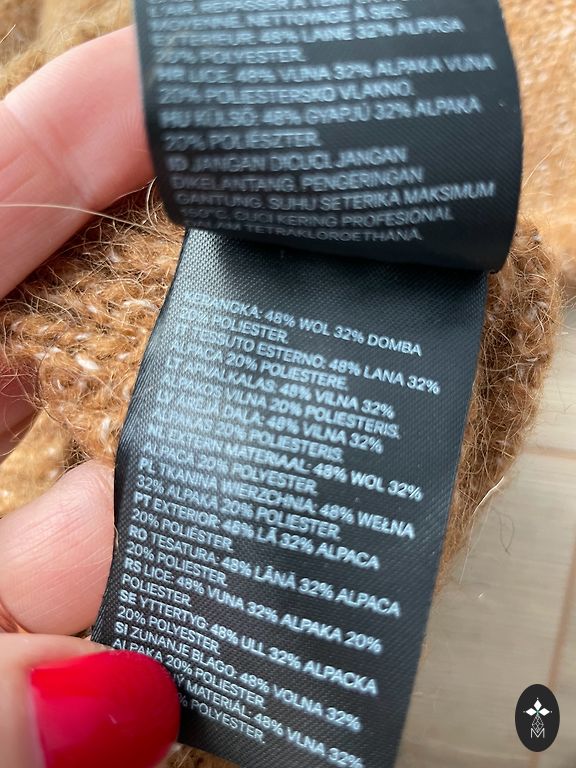 NETTOYAGE À SEC.
48% LAINE 32% ALPAGA
20% POLYESTER.
HR LICE: 48% VUNA 32% ALPAKA VUNA
20% POLIESTERSKO VLAKNO.
HU KÜLSŐ: 48% GYAPJÚ 32% ALPAKA
20% POLIÉSZTER.
ID JANGAN DICUCI. JANGAN
DIKELANTANG. PENGERINGAN
GANTUNG. SUHU SETERIKA MAKSIMUM
CUCI KERING PROFESIONAL
TETRAKLOROETHANA.
KERANGKA: 48% WOL 32% DOMBA
20% POLIESTER.
IT TESSUTO ESTERNO: 48% LANA 32%
ALPACA 20% POLIESTERE.
LT APVALKALAS: 48% VILNA 32%
ALPAKOS VILNA 20% POLIESTERIS.
LV ĀRĒJĀ DAĻA: 48% VILNA 32%
ALPAKAS 20% POLIESTERIS.
NL EXTERN MATERIAAL: 48% WOL 32%
ALPACA 20% POLYESTER.
PL TKANINA WIERZCHNIA: 48% WEŁNA
32% ALPAKA 20% POLIESTER.
PT EXTERIOR: 48% LÃ 32% ALPACA
20% POLIÉSTER.
RO TESATURA: 48% LÂNĂ 32% ALPACA
20% POLIESTER.
RS LICE: 48% VUNA 32% ALPAKA 20%
POLIESTER.
SE YTTERTYG: 48% ULL 32% ALPACKA
20% POLYESTER.
SI ZUNANJE BLAGO: 48% VOLNA 32%
ALPAKA 20% POLIESTER.
MATERIÁL: 48% VLNA 32%
POLYESTER.
M